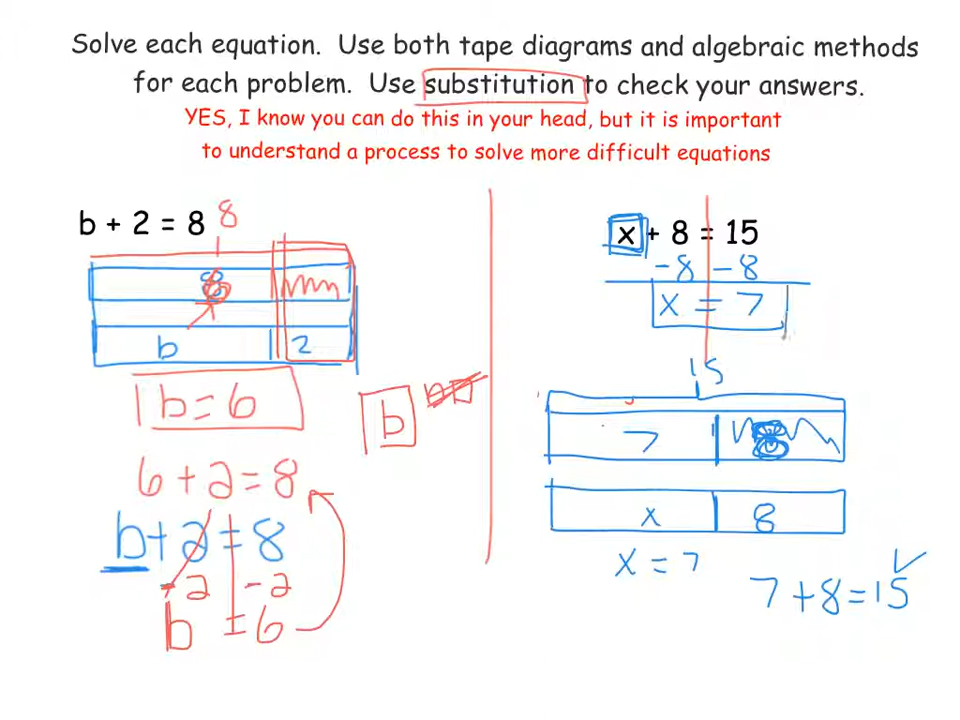 Solve each equation. Use both tape diagrams and algebraic methods
for each problem. Use substitution to check your answers.
YES, I know you can do this in your head, but it is important
to understand a process to solve more difficult equations
b + 2 = 8
8
b 2
b = 6
b
6 + 2 = 8
b + 2 = 8
- 2 - 2
b = 6
x + 8 = 15
- 8 - 8
x = 7
15
7
x 8
x = 7
7 + 8 = 15 ✓